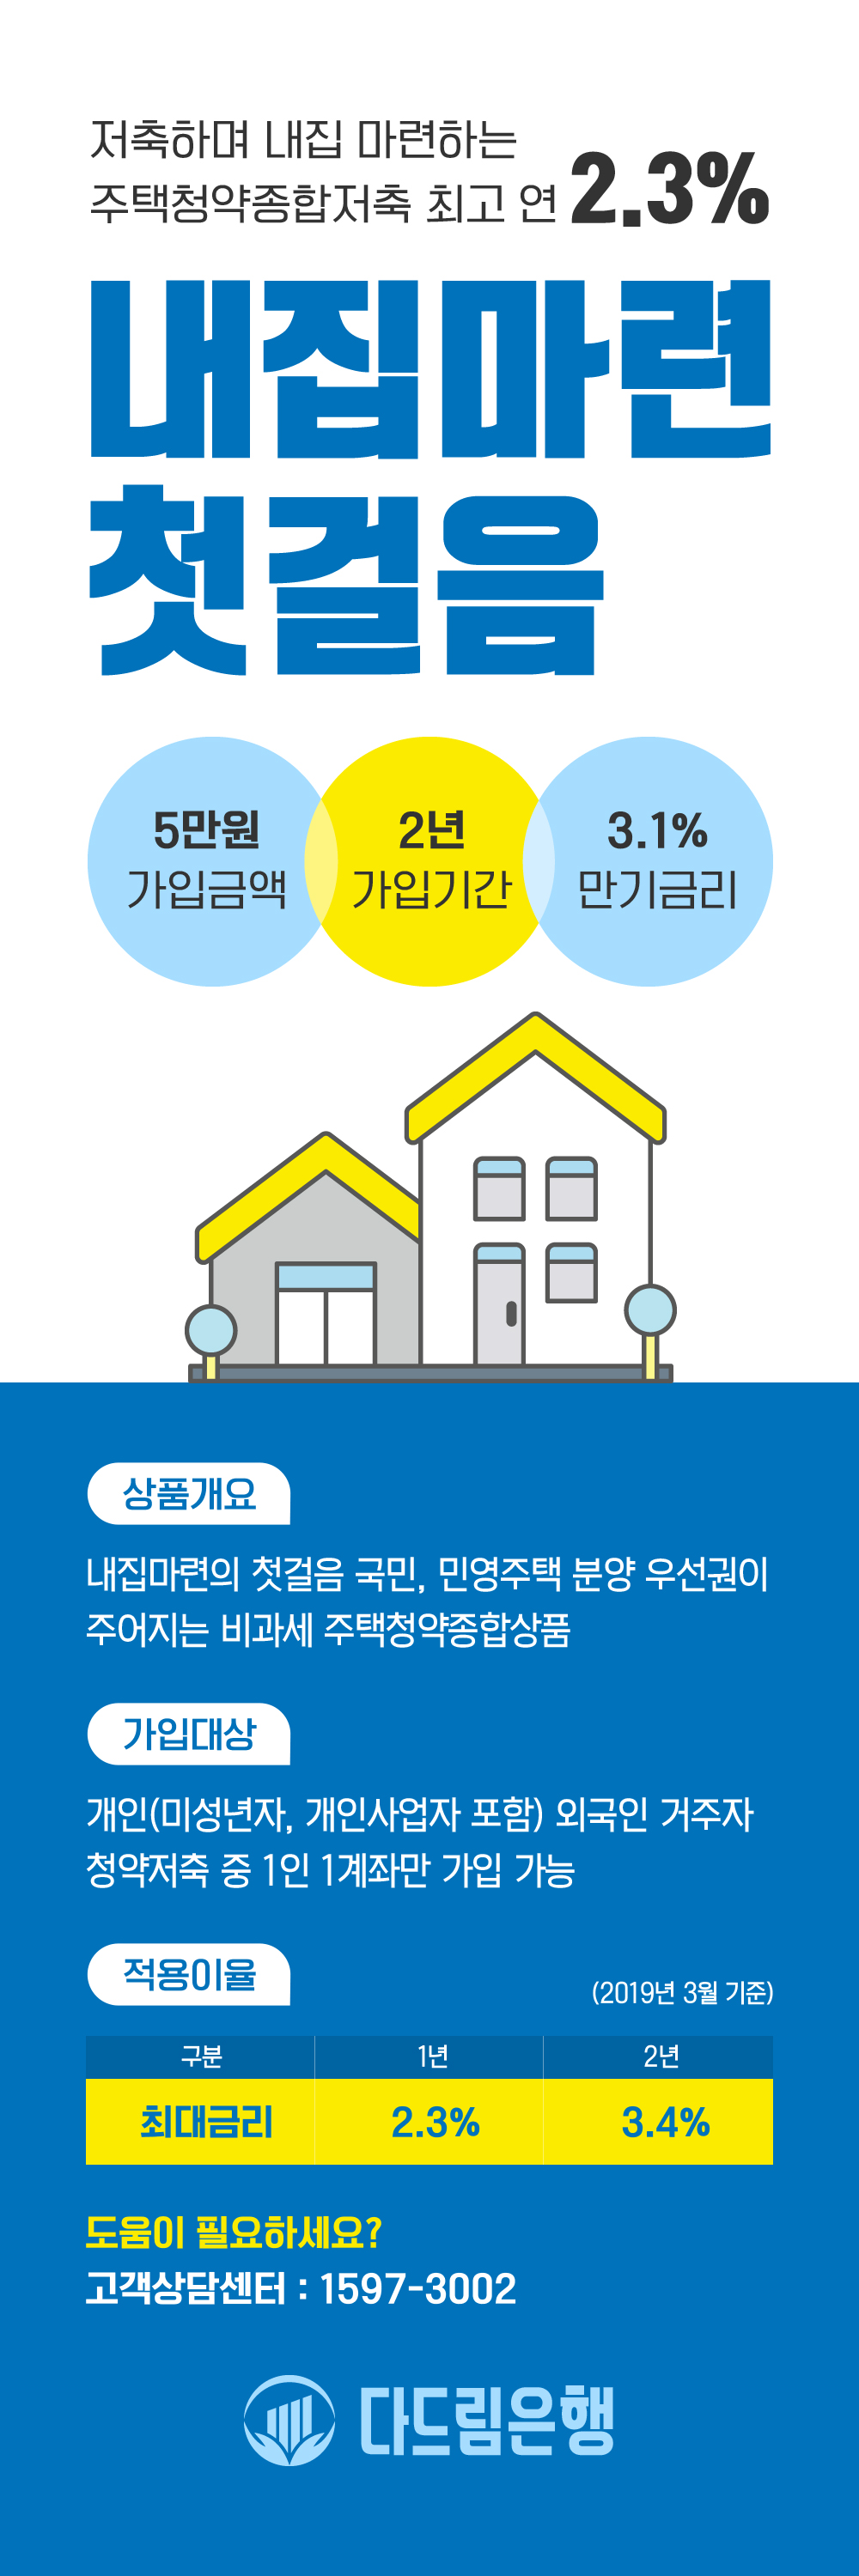 저축하며 내집 마련하는
주택청약종합저축 최고 연 2.3%
내집마련
첫걸음
5만원
가입금액
2년
가입기간
3.1%
만기금리
상품개요
내집마련의 첫걸음 국민, 민영주택 분양 우선권이
주어지는 비과세 주택청약종합상품
가입대상
개인(미성년자, 개인사업자 포함) 외국인 거주자
청약저축 중 1인 1계좌만 가입 가능
적용이율
(2019년 3월 기준)
구분 1년 2년
최대금리 2.3% 3.4%
도움이 필요하세요?
고객상담센터 : 1597-3002
다드림은행